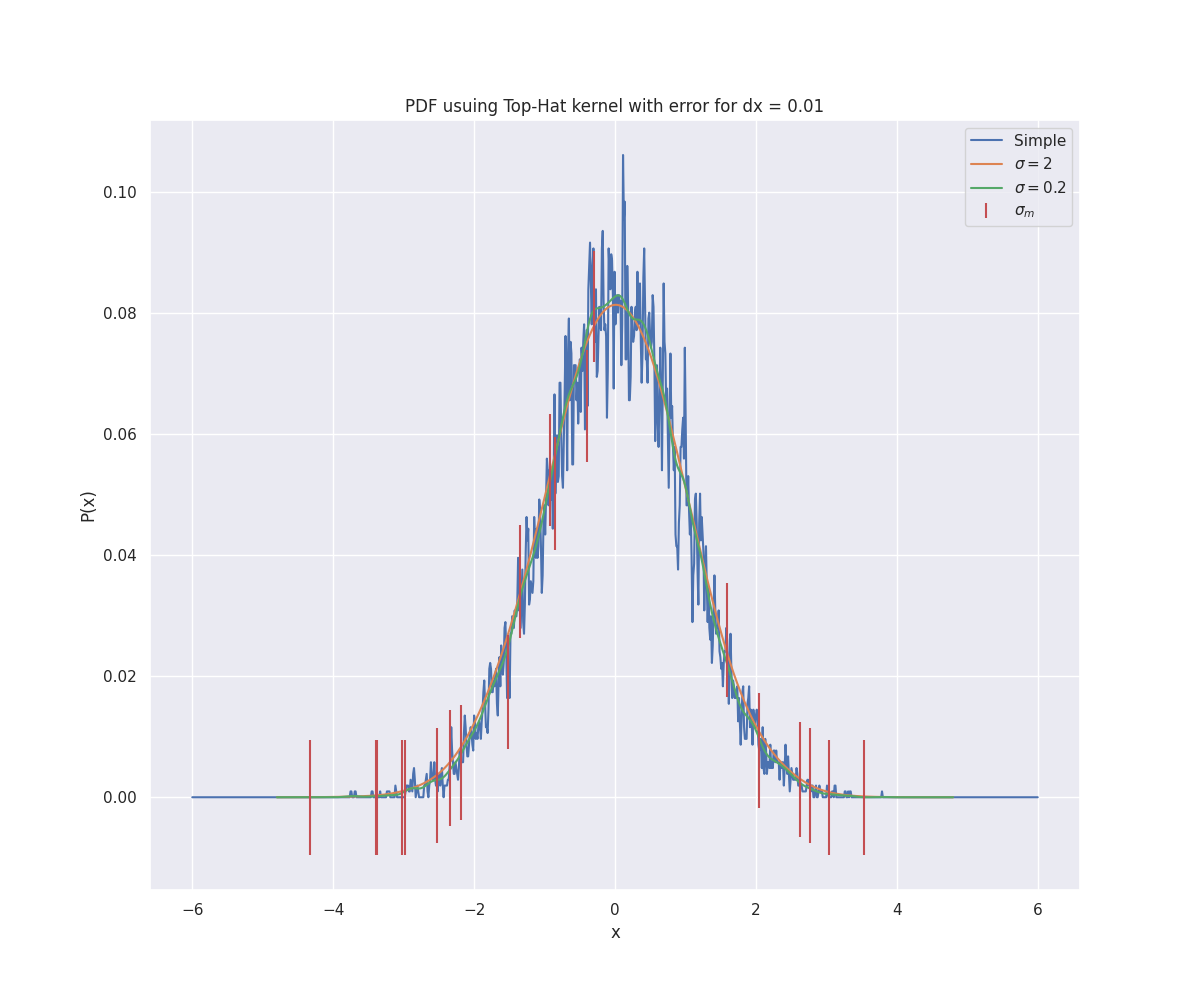 PDF usuing Top-Hat kernel with error for dx = 0.01
Simple
σ = 2
σ = 0.2
σₘ
0.10
0.08
0.06
0.04
0.02
0.00
P(x)
−6
−4
−2
0
2
4
6
x